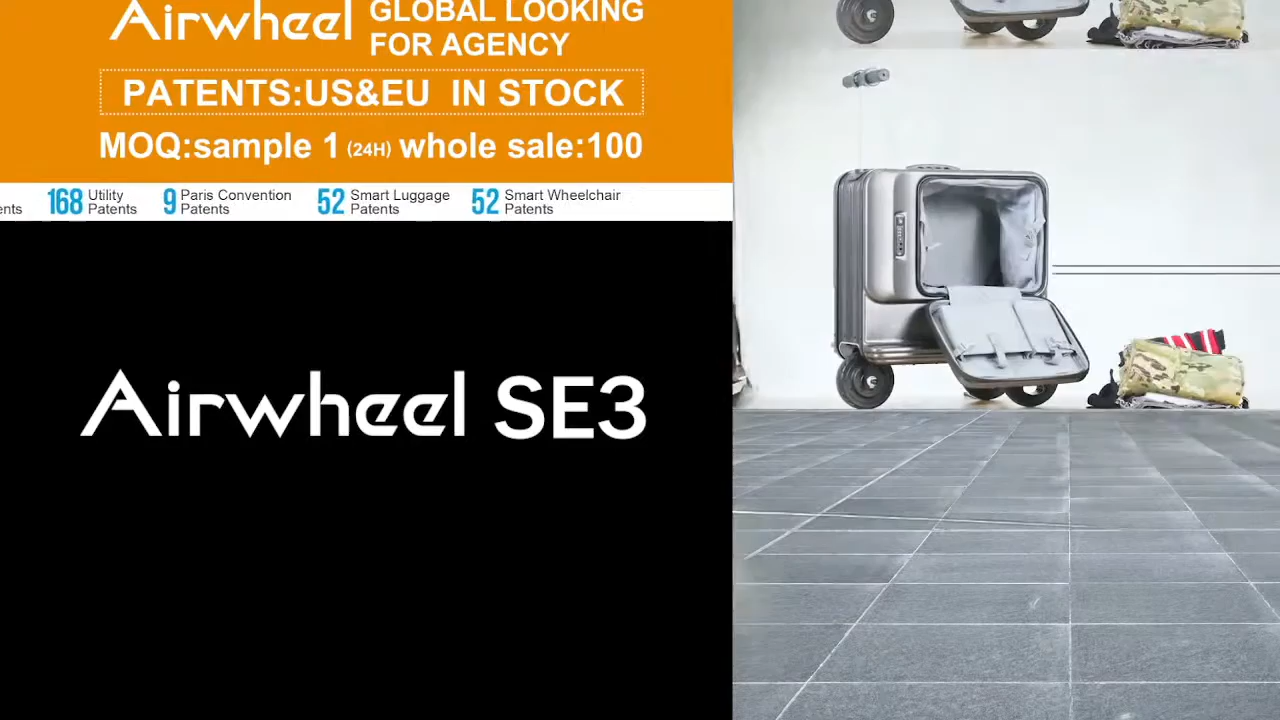 Airwheel
GLOBAL LOOKING
FOR AGENCY
PATENTS:US&EU IN STOCK
MOQ:sample 1 (24H) whole sale:100
168 Utility Patents
9 Paris Convention Patents
52 Smart Luggage Patents
52 Smart Wheelchair Patents
Airwheel SE3